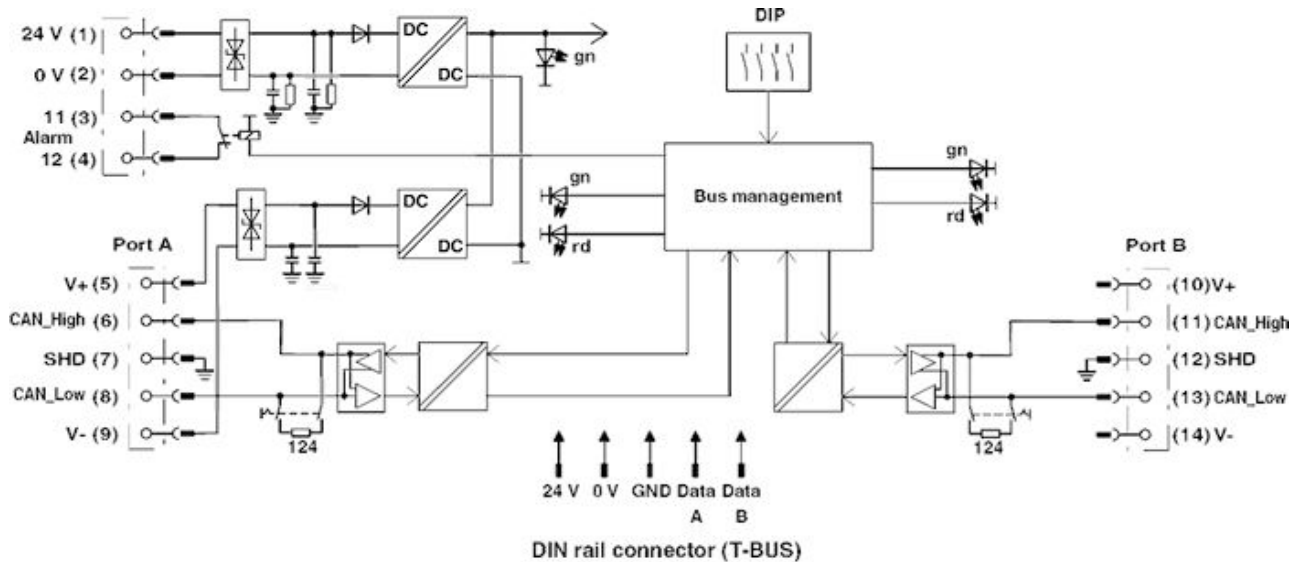 DIP
24 V (1)
0 V (2)
11 (3)
Alarm
12 (4)
DC
DC
gn
Bus management
gn
rd
gn
rd
DC
DC
Port A
V+ (5)
CAN_High (6)
SHD (7)
CAN_Low (8)
V- (9)
124
Port B
(10) V+
(11) CAN_High
(12) SHD
(13) CAN_Low
(14) V-
124
24 V 0 V GND Data Data
A B
DIN rail connector (T-BUS)